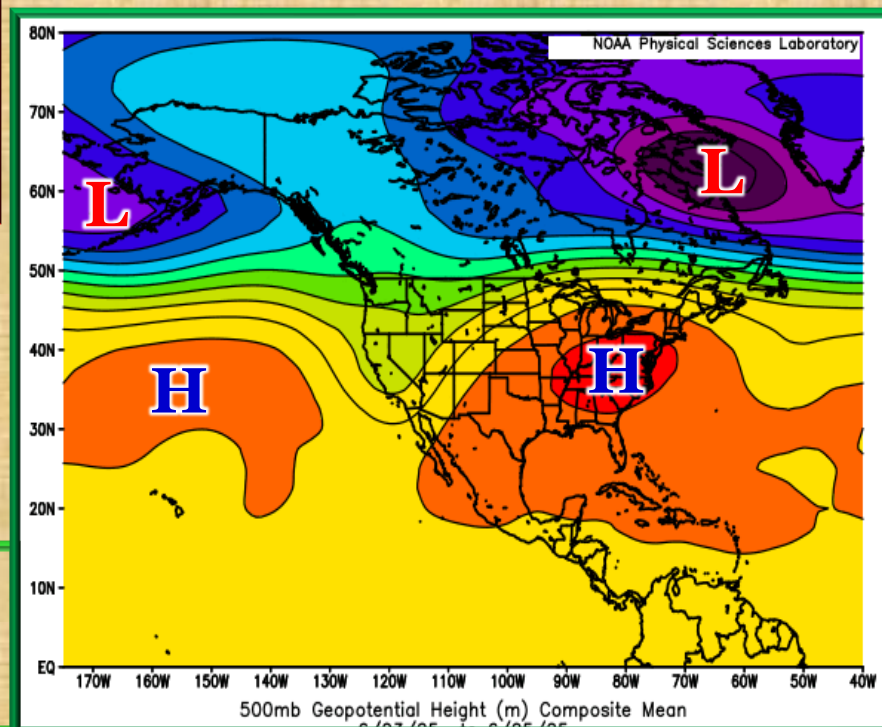 80N
NOAA Physical Sciences Laboratory
70N
L
60N
L
50N
40N
H
H
30N
20N
10N
EQ
170W 160W 150W 140W 130W 120W 110W 100W 90W 80W 70W 60W 50W 40W
500mb Geopotential Height (m) Composite Mean